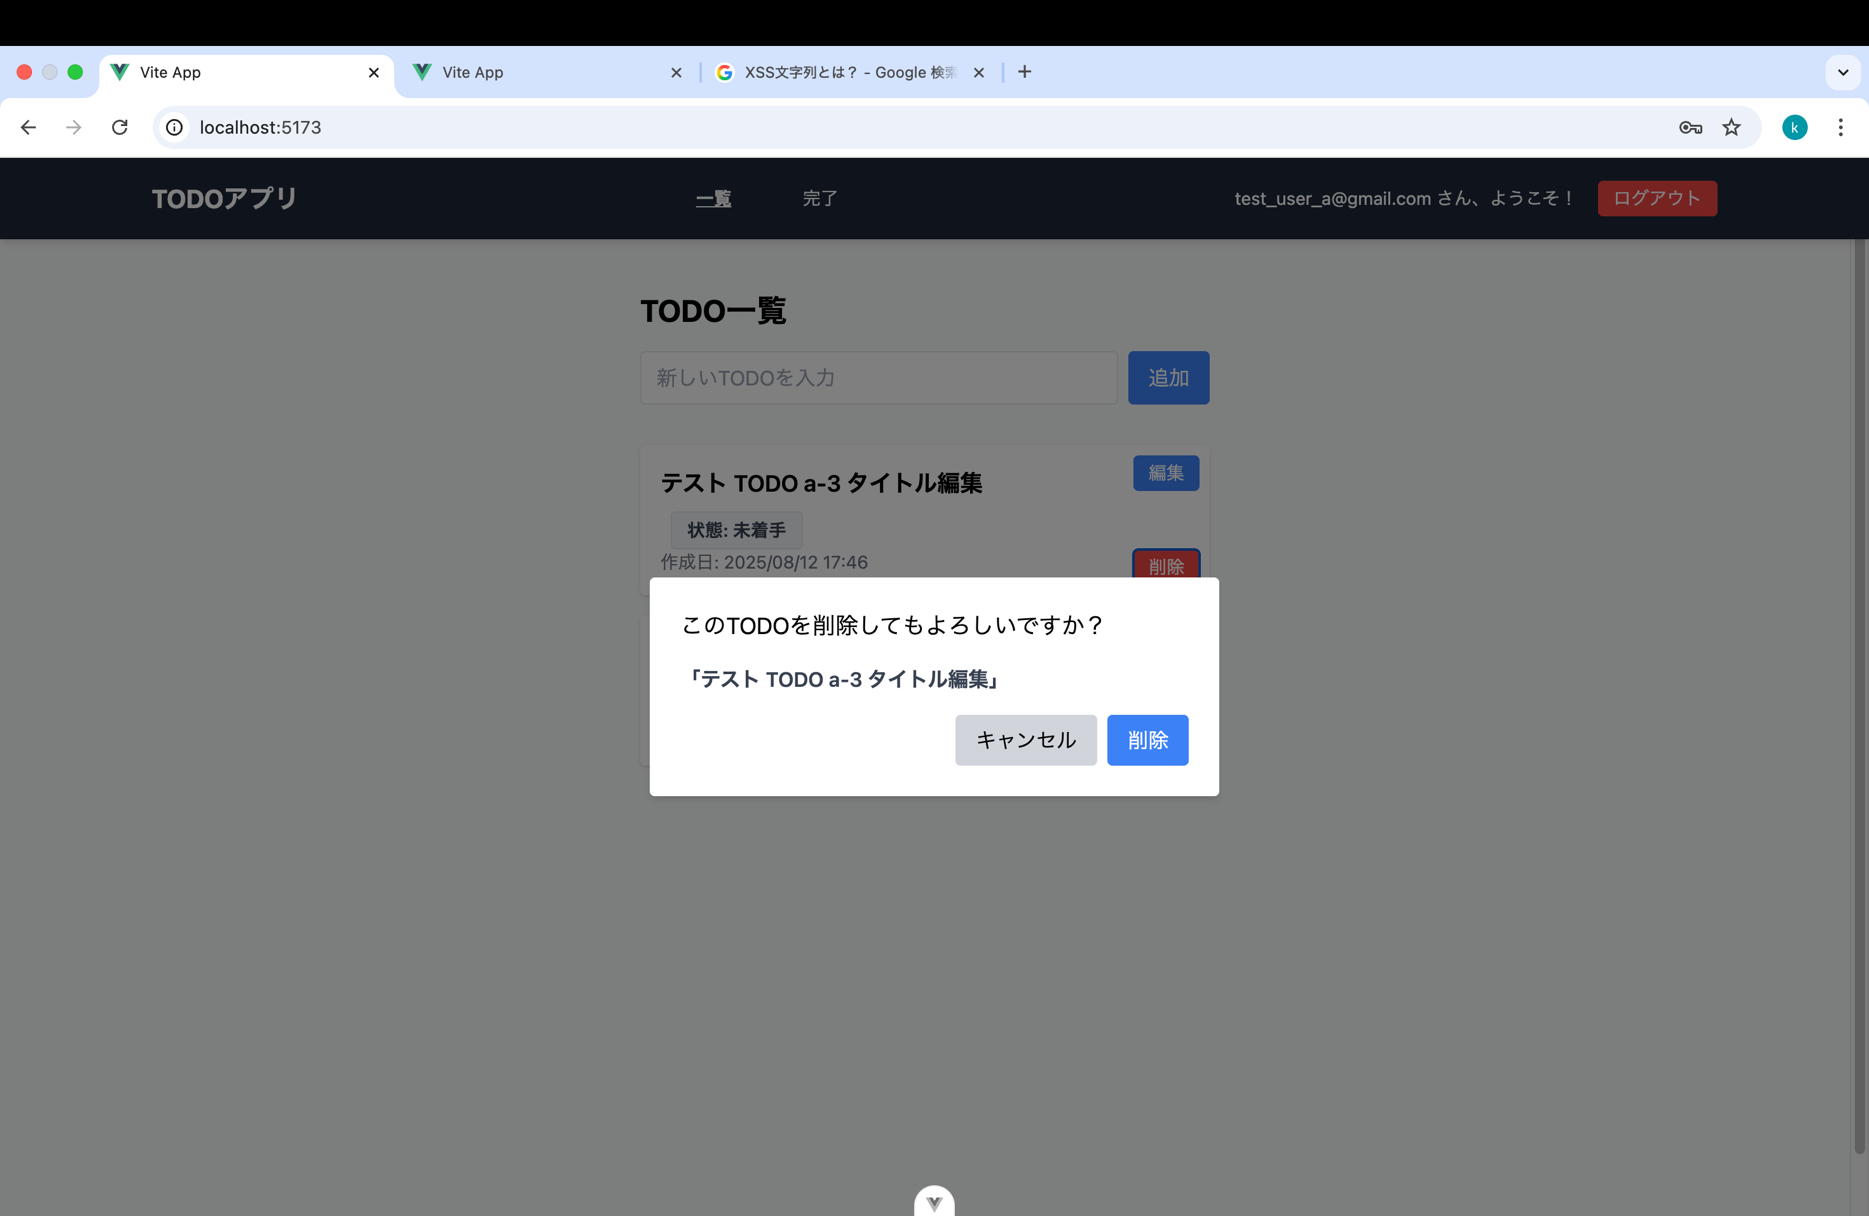 Vite App
Vite App
XSS文字列とは？ - Google 検索
localhost:5173
k
TODOアプリ
一覧
完了
test_user_a@gmail.com さん、ようこそ！
ログアウト
TODO一覧
新しいTODOを入力
追加
テスト TODO a-3 タイトル編集
編集
状態: 未着手
作成日: 2025/08/12 17:46
削除
このTODOを削除してもよろしいですか？
「テスト TODO a-3 タイトル編集」
キャンセル
削除